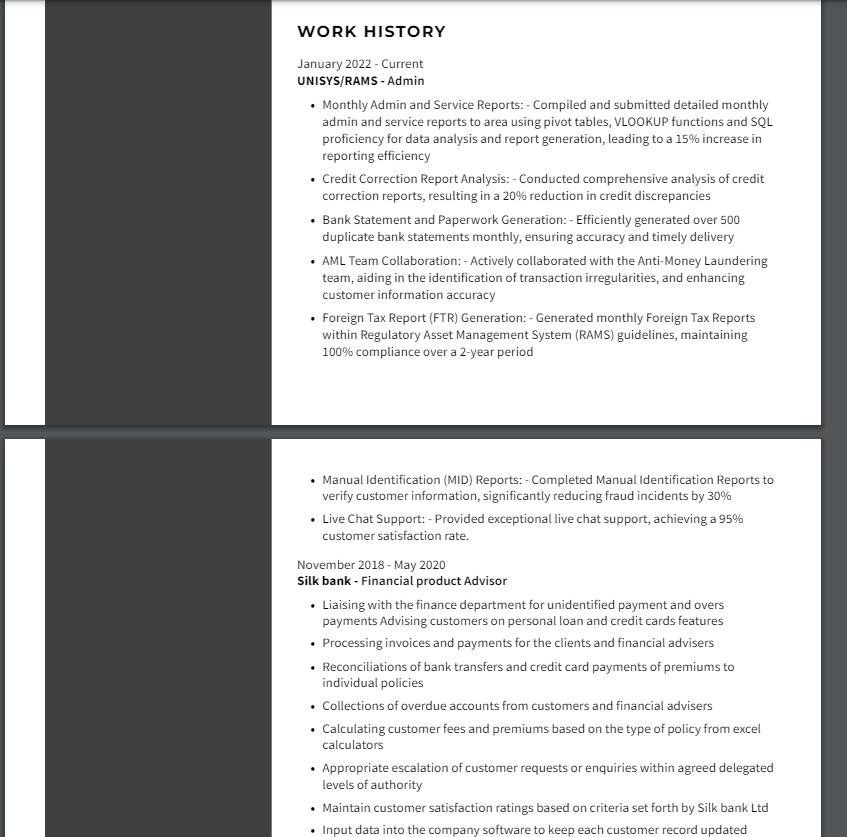 WORK HISTORY
January 2022 - Current
UNISYS/RAMS - Admin
• Monthly Admin and Service Reports: - Compiled and submitted detailed monthly
admin and service reports to area using pivot tables, VLOOKUP functions and SQL
proficiency for data analysis and report generation, leading to a 15% increase in
reporting efficiency
• Credit Correction Report Analysis: - Conducted comprehensive analysis of credit
correction reports, resulting in a 20% reduction in credit discrepancies
• Bank Statement and Paperwork Generation: - Efficiently generated over 500
duplicate bank statements monthly, ensuring accuracy and timely delivery
• AML Team Collaboration: - Actively collaborated with the Anti-Money Laundering
team, aiding in the identification of transaction irregularities, and enhancing
customer information accuracy
• Foreign Tax Report (FTR) Generation: - Generated monthly Foreign Tax Reports
within Regulatory Asset Management System (RAMS) guidelines, maintaining
100% compliance over a 2-year period
• Manual Identification (MID) Reports: - Completed Manual Identification Reports to
verify customer information, significantly reducing fraud incidents by 30%
• Live Chat Support: - Provided exceptional live chat support, achieving a 95%
customer satisfaction rate.
November 2018 - May 2020
Silk bank - Financial product Advisor
• Liaising with the finance department for unidentified payment and overs
payments Advising customers on personal loan and credit cards features
• Processing invoices and payments for the clients and financial advisers
• Reconciliations of bank transfers and credit card payments of premiums to
individual policies
• Collections of overdue accounts from customers and financial advisers
• Calculating customer fees and premiums based on the type of policy from excel
calculators
• Appropriate escalation of customer requests or enquiries within agreed delegated
levels of authority
• Maintain customer satisfaction ratings based on criteria set forth by Silk bank Ltd
• Input data into the company software to keep each customer record updated